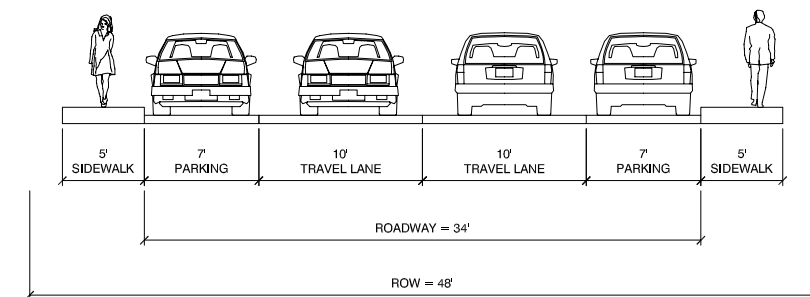 5' 7' 10' 10' 7' 5'
SIDEWALK PARKING TRAVEL LANE TRAVEL LANE PARKING SIDEWALK
ROADWAY = 34'
ROW = 48'